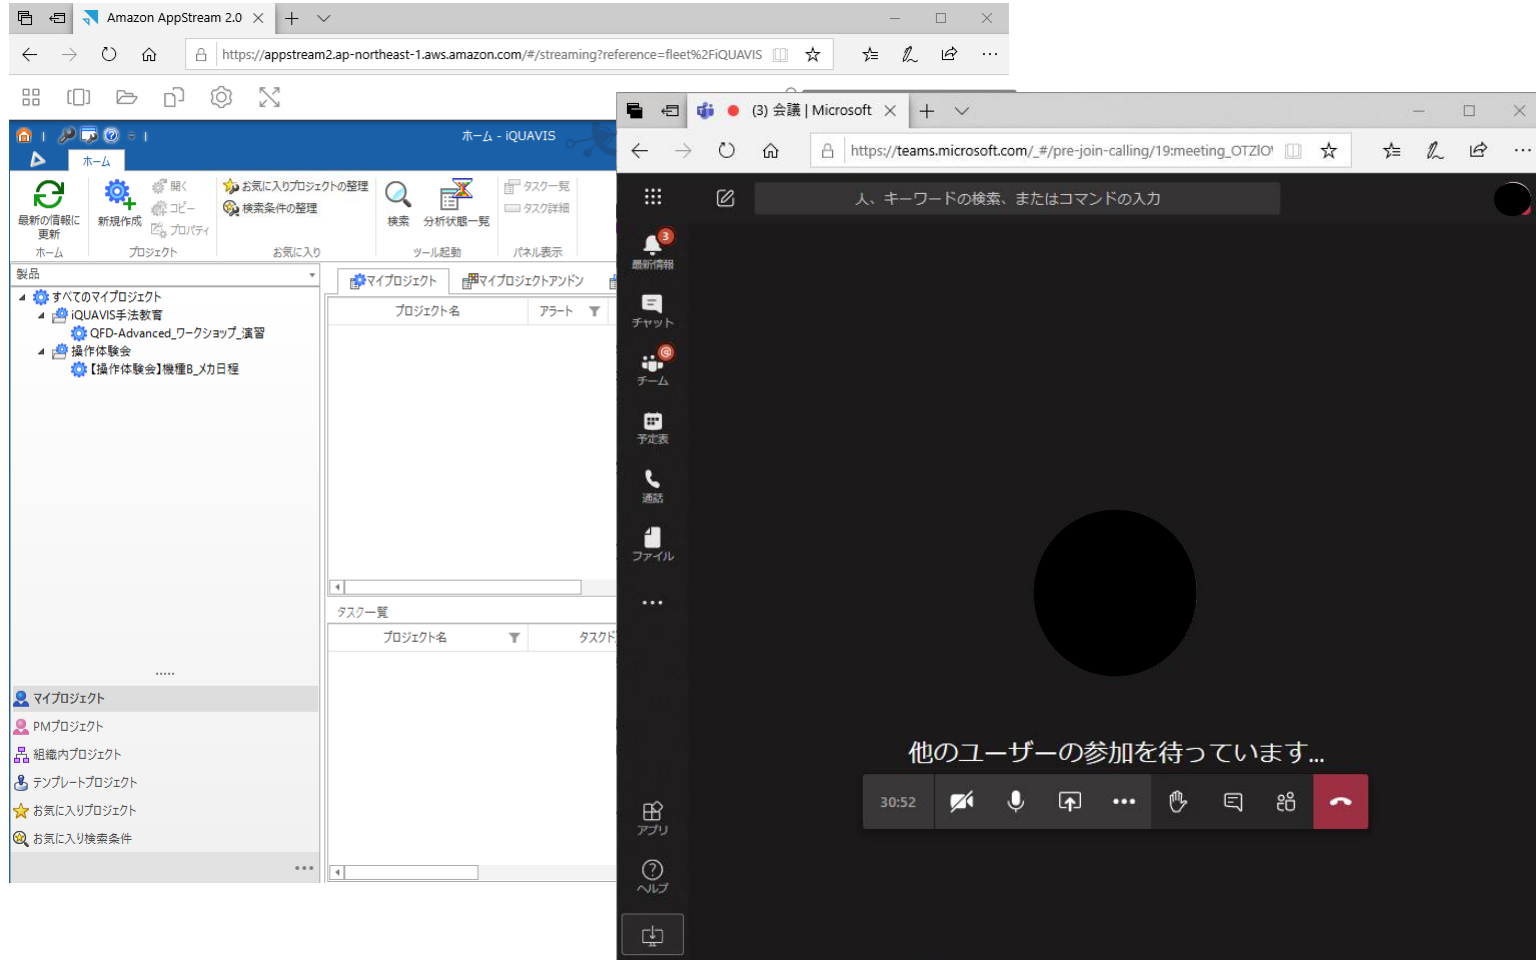 Amazon AppStream 2.0
https://appstream2.ap-northeast-1.aws.amazon.com/#/streaming?reference=fleet%2FiQUAVIS
ホーム - iQUAVIS
ホーム
最新の情報に
更新
ホーム
新規作成
開く
コピー
プロパティ
プロジェクト
お気に入りプロジェクトの整理
検索条件の整理
お気に入り
検索
分析状態一覧
ツール起動
タスク一覧
タスク詳細
パネル表示
製品
すべてのマイプロジェクト
iQUAVIS手法教育
QFD-Advanced_ワークショップ_演習
操作体験会
【操作体験会】機種B_メカ日程
マイプロジェクト
PMプロジェクト
組織内プロジェクト
テンプレートプロジェクト
お気に入りプロジェクト
お気に入り検索条件
マイプロジェクト
マイプロジェクトアンドン
プロジェクト名
アラート
タスク一覧
プロジェクト名
タスクド
(3) 会議 | Microsoft
https://teams.microsoft.com/_#/pre-join-calling/19:meeting_OTZlO
人、キーワードの検索、またはコマンドの入力
3
最新情報
チャット
@
チーム
予定表
通話
ファイル
アプリ
ヘルプ
他のユーザーの参加を待っています...
30:52